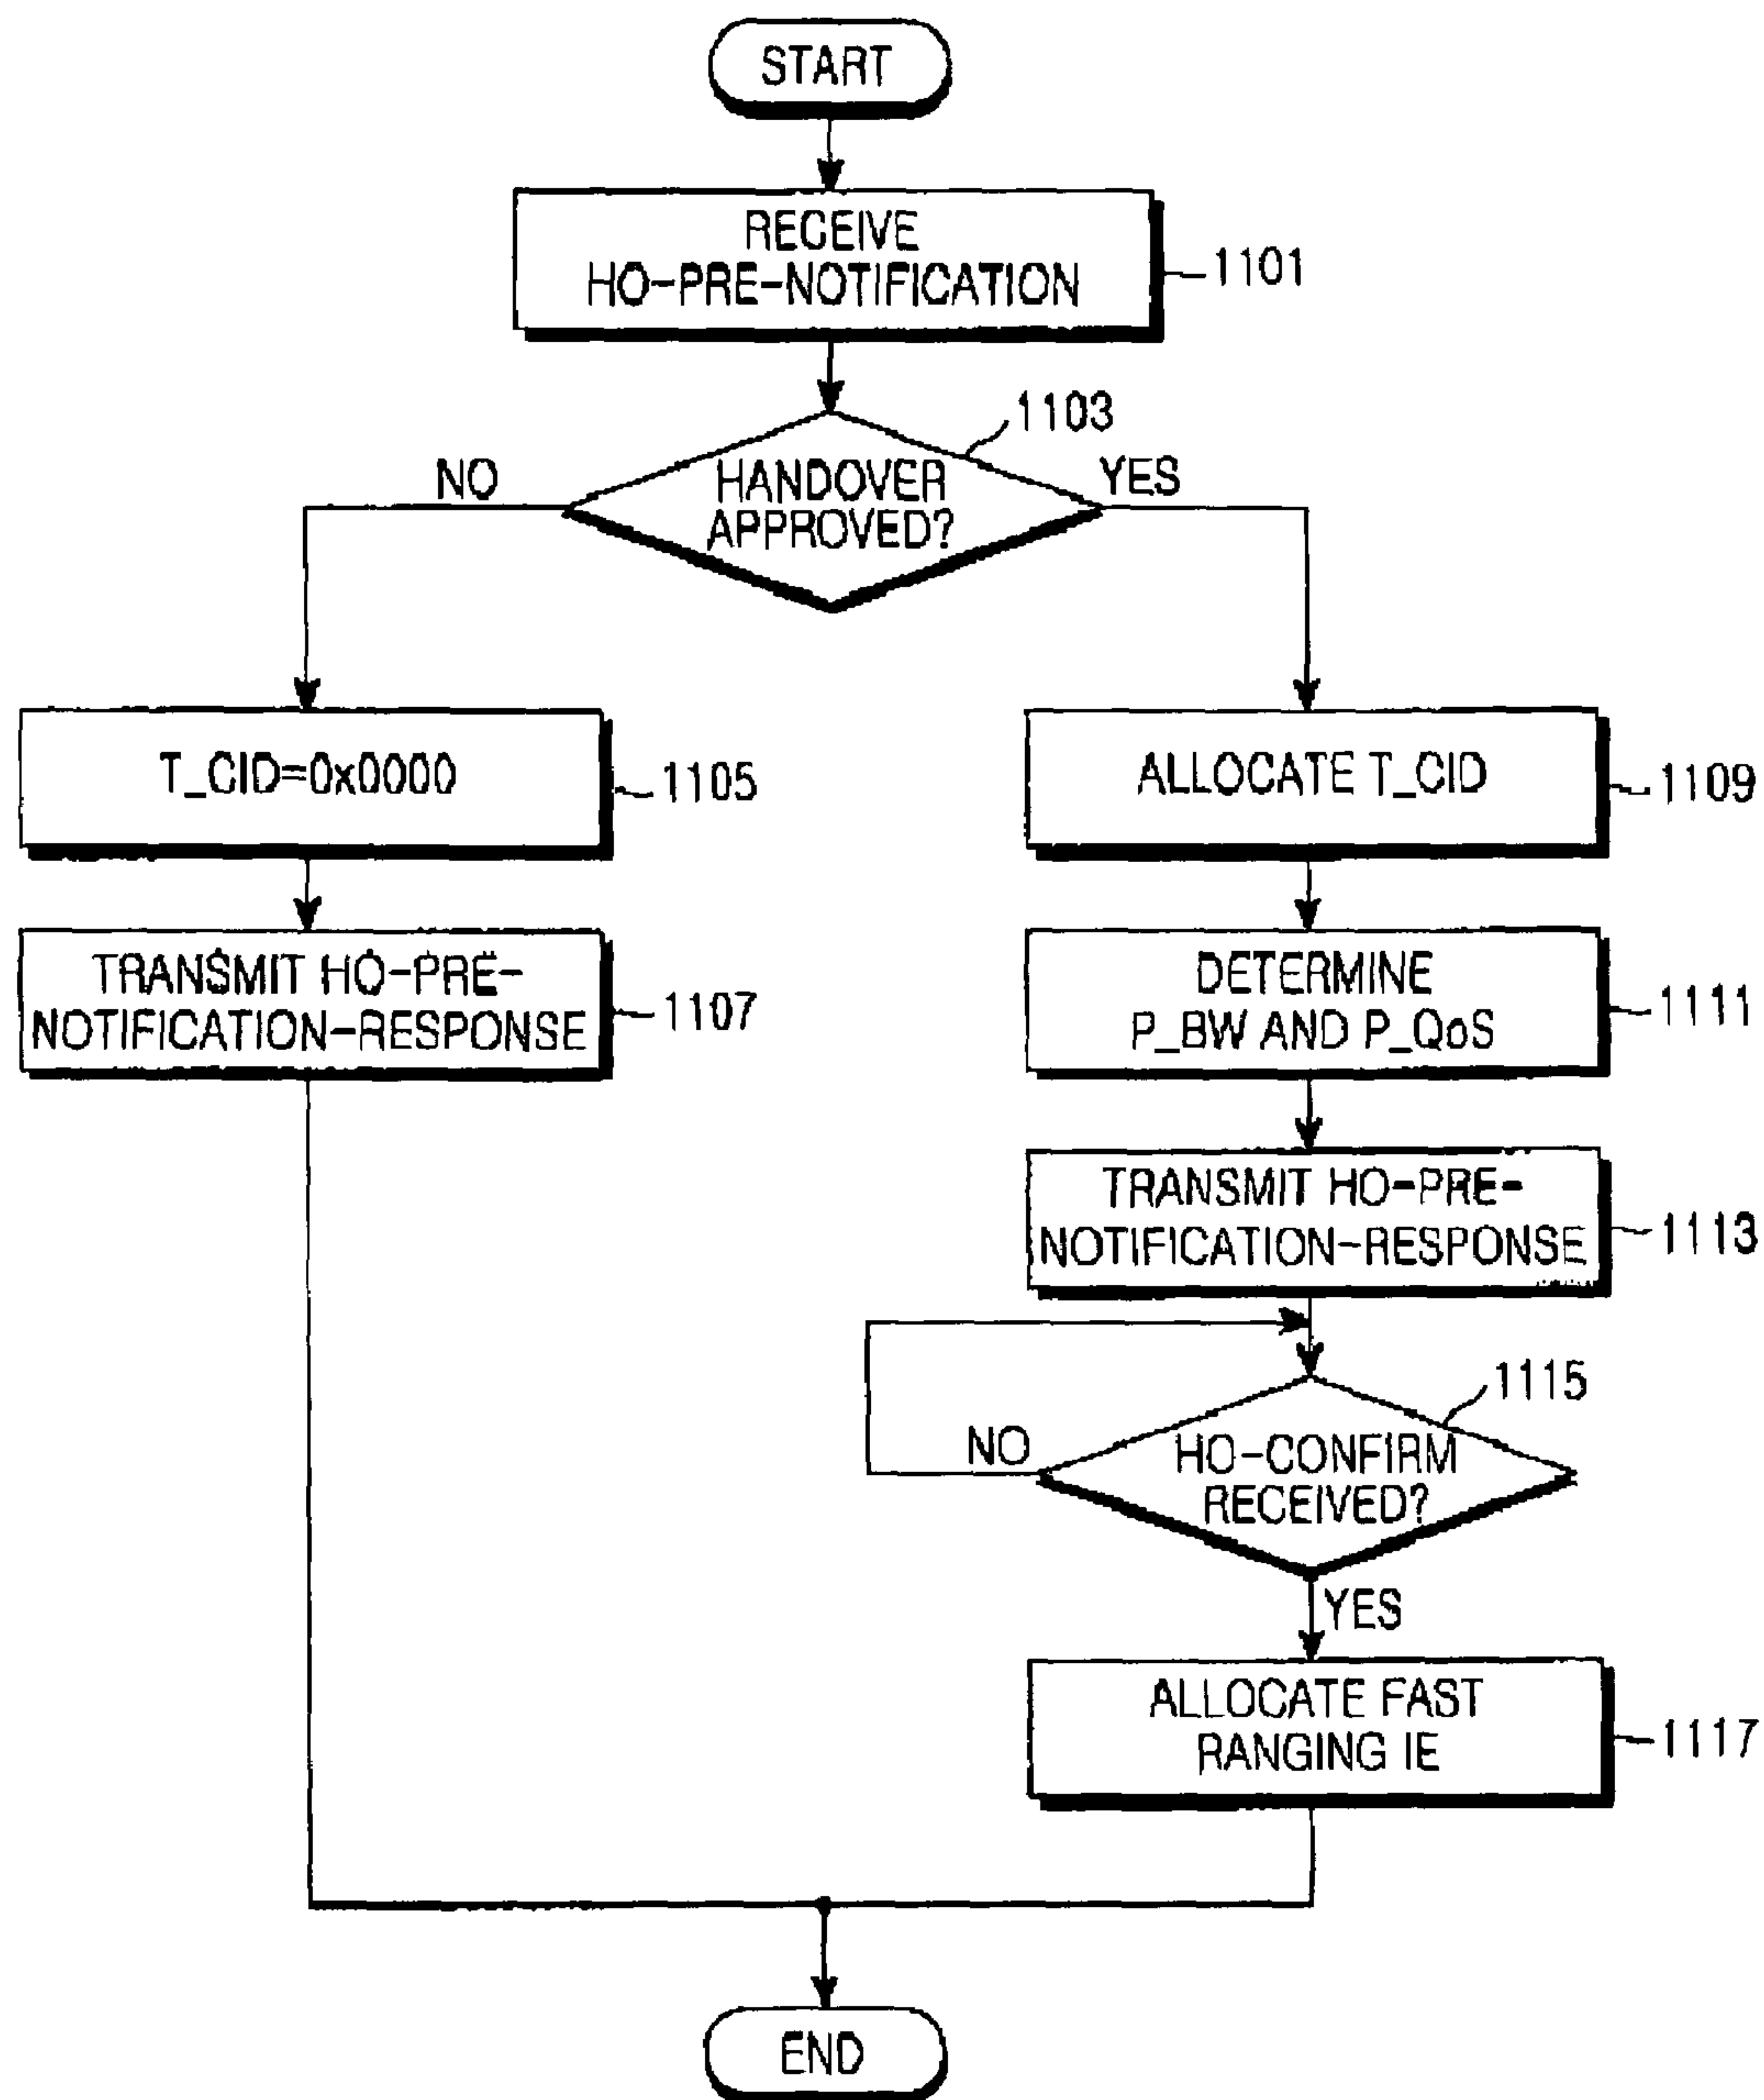 START
RECEIVE
HO-PRE-NOTIFICATION
1101
1103
HANDOVER
APPROVED?
NO
YES
T_CID=0x0000
1105
TRANSMIT HO-PRE-
NOTIFICATION-RESPONSE
1107
ALLOCATE T_CID
1109
DETERMINE
P_BW AND P_QoS
1111
TRANSMIT HO-PRE-
NOTIFICATION-RESPONSE
1113
1115
NO
HO-CONFIRM
RECEIVED?
YES
ALLOCATE FAST
RANGING IE
1117
END